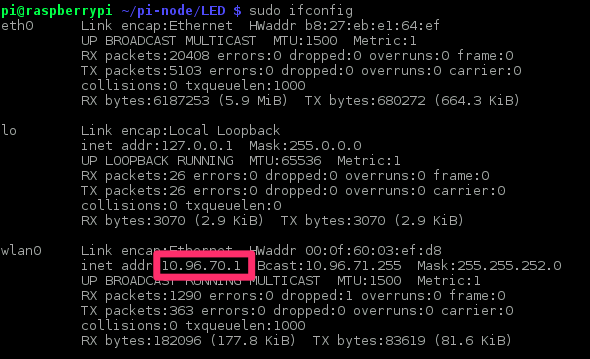 pi@raspberrypi ~/pi-node/LED $ sudo ifconfig
eth0      Link encap:Ethernet  HWaddr b8:27:eb:e1:64:ef
          UP BROADCAST MULTICAST  MTU:1500  Metric:1
          RX packets:20408 errors:0 dropped:0 overruns:0 frame:0
          TX packets:5103 errors:0 dropped:0 overruns:0 carrier:0
          collisions:0 txqueuelen:1000
          RX bytes:6187253 (5.9 MiB)  TX bytes:680272 (664.3 KiB)
lo        Link encap:Local Loopback
          inet addr:127.0.0.1  Mask:255.0.0.0
          UP LOOPBACK RUNNING  MTU:65536  Metric:1
          RX packets:26 errors:0 dropped:0 overruns:0 frame:0
          TX packets:26 errors:0 dropped:0 overruns:0 carrier:0
          collisions:0 txqueuelen:0
          RX bytes:3070 (2.9 KiB)  TX bytes:3070 (2.9 KiB)
wlan0     Link encap:Ethernet  HWaddr 00:0f:60:03:ef:d8
          inet addr:10.96.70.1  Bcast:10.96.71.255  Mask:255.255.252.0
          UP BROADCAST RUNNING MULTICAST  MTU:1500  Metric:1
          RX packets:1290 errors:0 dropped:1 overruns:0 frame:0
          TX packets:363 errors:0 dropped:0 overruns:0 carrier:0
          collisions:0 txqueuelen:1000
          RX bytes:182096 (177.8 KiB)  TX bytes:83619 (81.6 KiB)